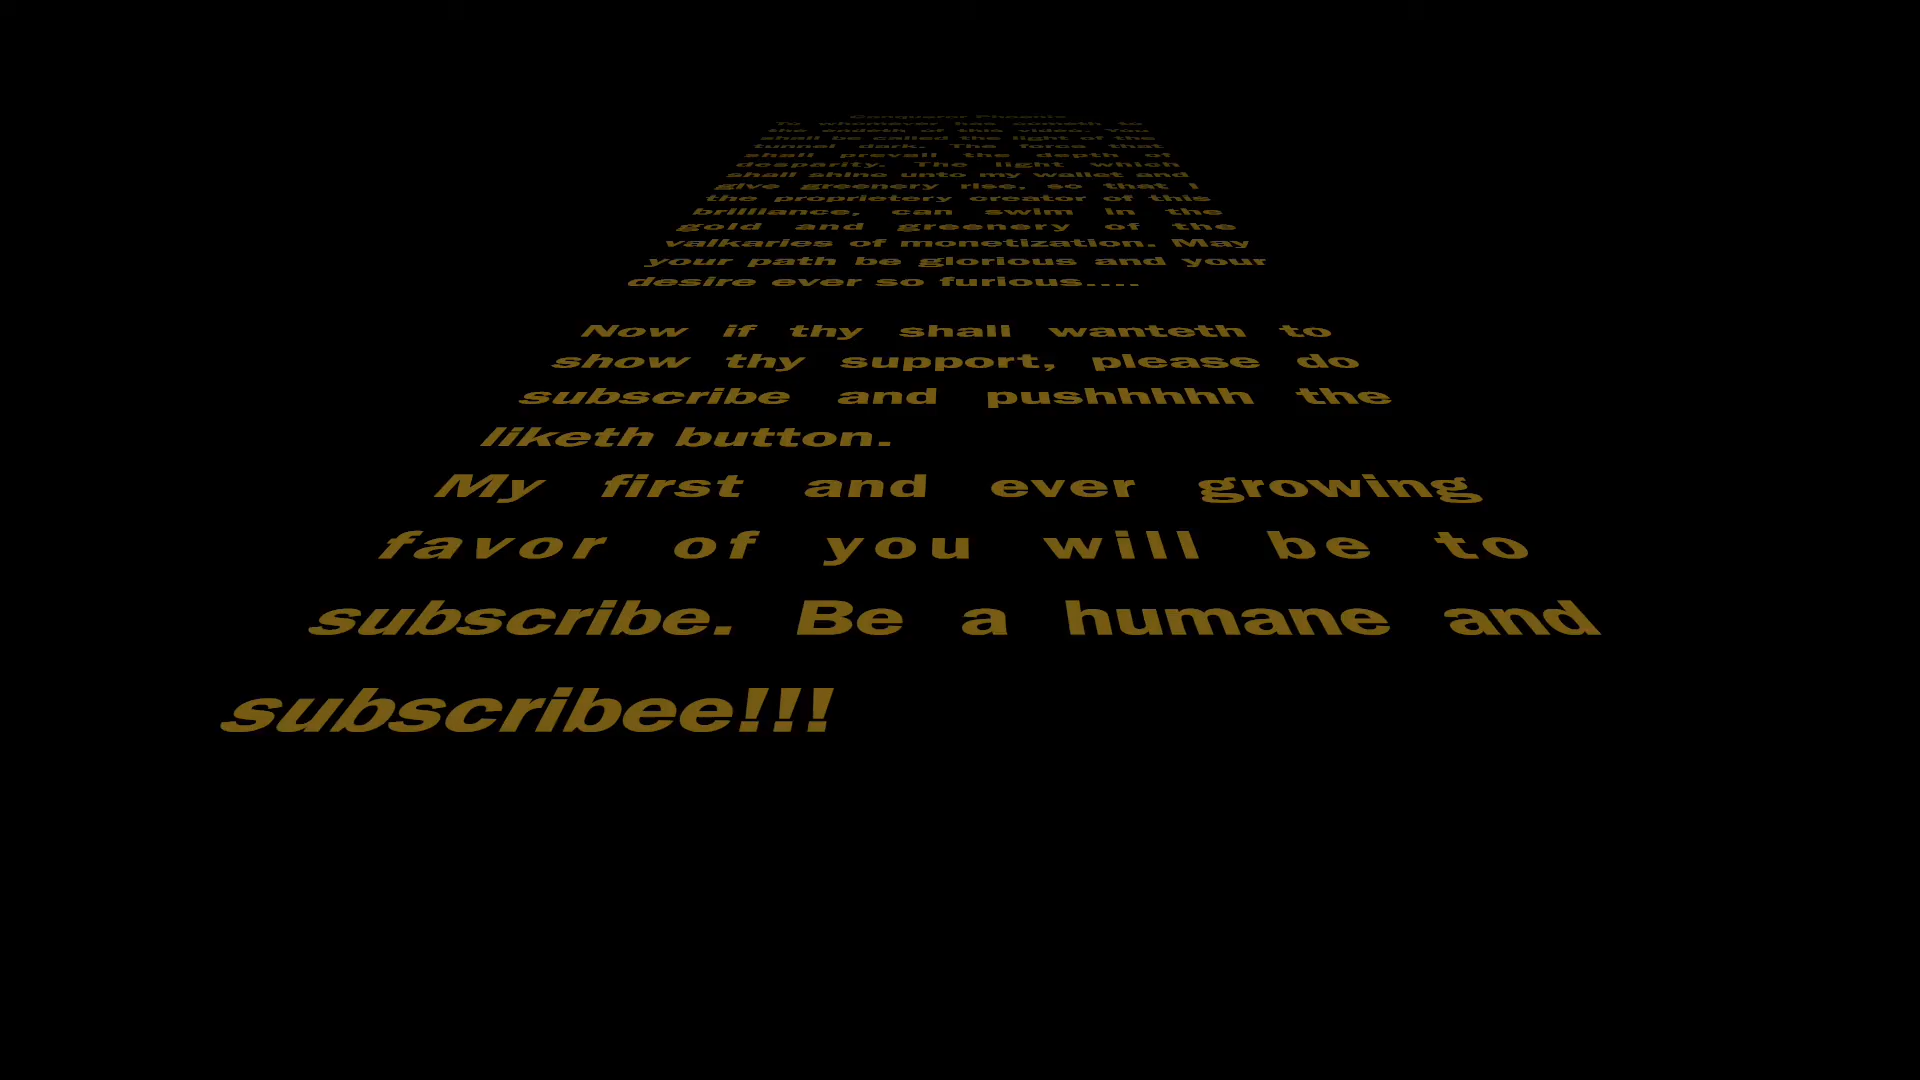 Conqueror Phoenix
To whomever has cometh to
the endeth of this video. You
shall be called the light of the
tunnel dark. The force that
shall prevail the depth of
desparity. The light which
shall shine unto my wallet and
give greenery rise, so that I
the proprietery creator of this
brilliance, can swim in the
gold and greenery of the
valkaries of monetization. May
your path be glorious and your
desire ever so furious....
Now if thy shall wanteth to
show thy support, please do
subscribe and pushhhhh the
liketh button.
My first and ever growing
favor of you will be to
subscribe. Be a humane and
subscribee!!!